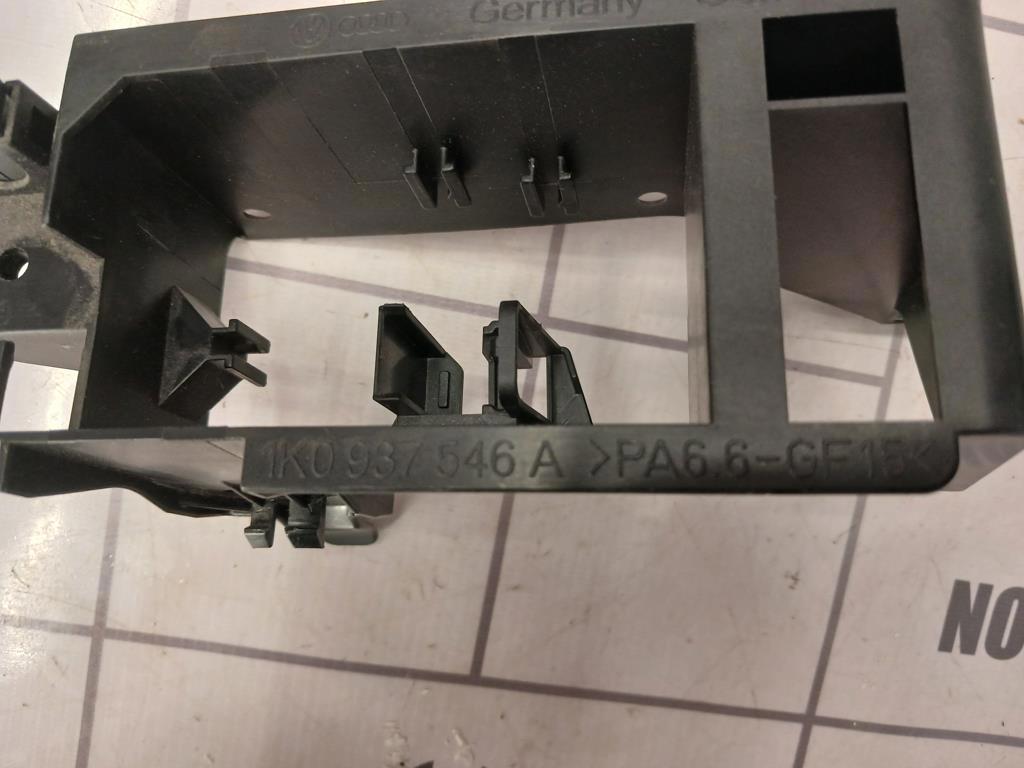 Germany
1K0 937 546 A >PA6.6-GF15<
NO